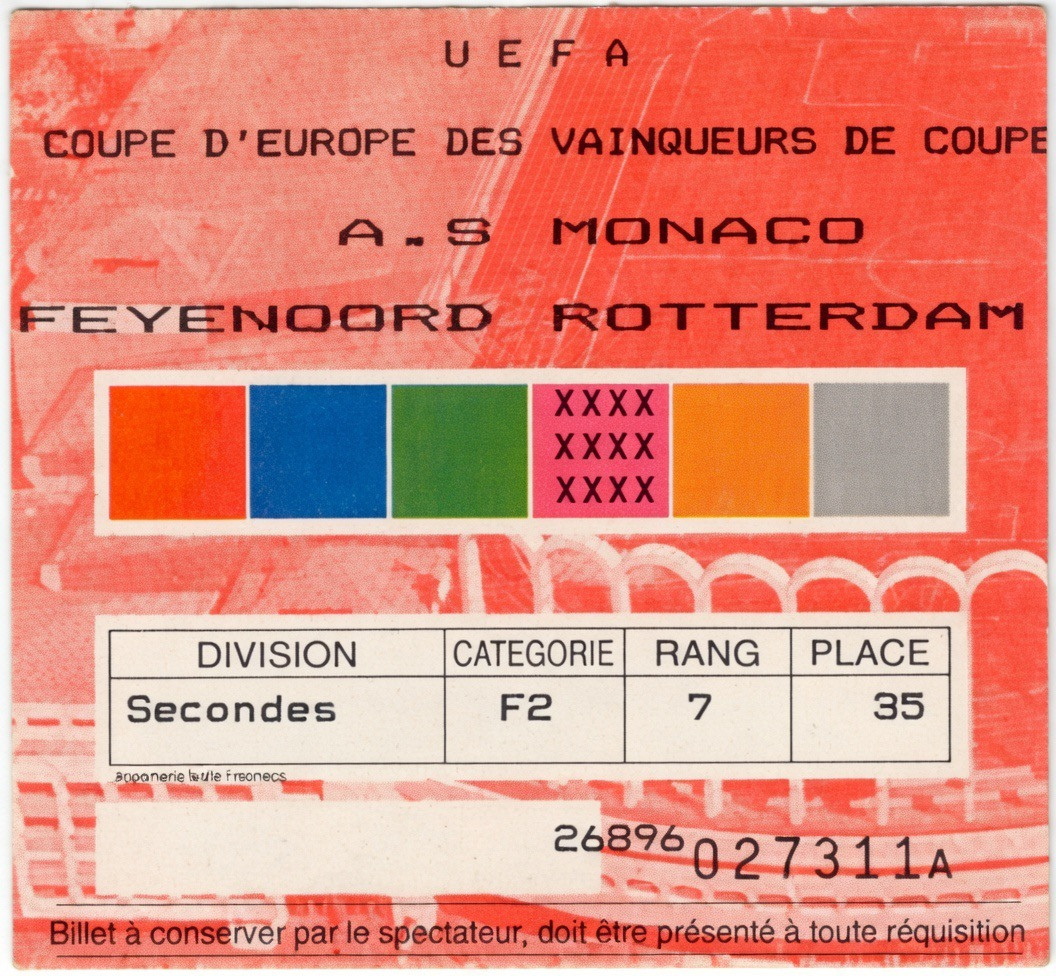 UEFA
COUPE D'EUROPE DES VAINQUEURS DE COUPE
A.S MONACO
FEYENOORD ROTTERDAM
XXXX
XXXX
XXXX
DIVISION CATEGORIE RANG PLACE
Secondes F2 7 35
26896 027311A
Billet à conserver par le spectateur, doit être présenté à toute réquisition